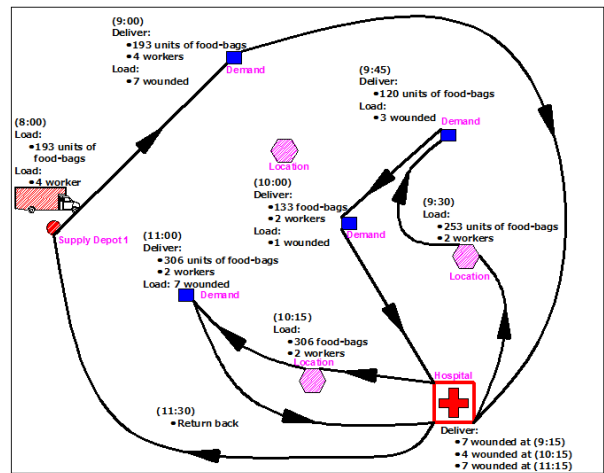 (9:00)
Deliver:
•193 units of food-bags
•4 workers
Load:
•7 wounded
Demand
(9:45)
Deliver:
•120 units of food-bags
Load:
•3 wounded
Demand
(8:00)
Load:
•193 units of
food-bags
Load:
•4 worker
Supply Depot 1
Location
(10:00)
Deliver:
•133 food-bags
•2 workers
Load:
•1 wounded
Demand
(9:30)
Load:
•253 units of food-bags
•2 workers
Location
(11:00)
Deliver:
•306 units of food-bags
•2 workers
Load: 7 wounded
Demand
(10:15)
Load:
•306 food-bags
•2 workers
Location
Hospital
(11:30)
•Return back
Deliver:
•7 wounded at (9:15)
•4 wounded at (10:15)
•7 wounded at (11:15)